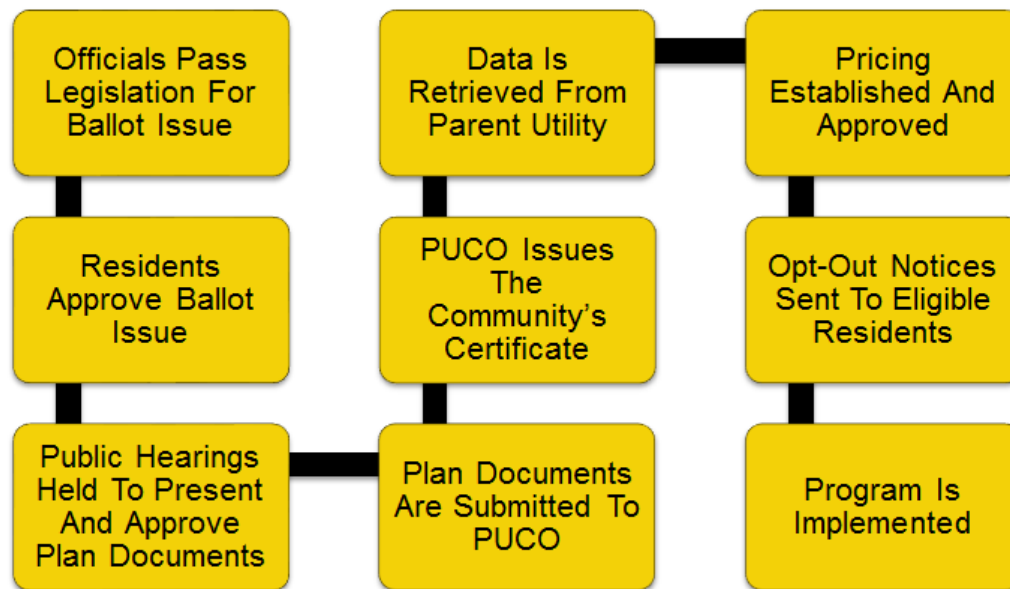 Officials Pass
Legislation For
Ballot Issue
Residents
Approve Ballot
Issue
Public Hearings
Held To Present
And Approve
Plan Documents
Plan Documents
Are Submitted To
PUCO
PUCO Issues
The
Community’s
Certificate
Data Is
Retrieved From
Parent Utility
Pricing
Established And
Approved
Opt-Out Notices
Sent To Eligible
Residents
Program Is
Implemented